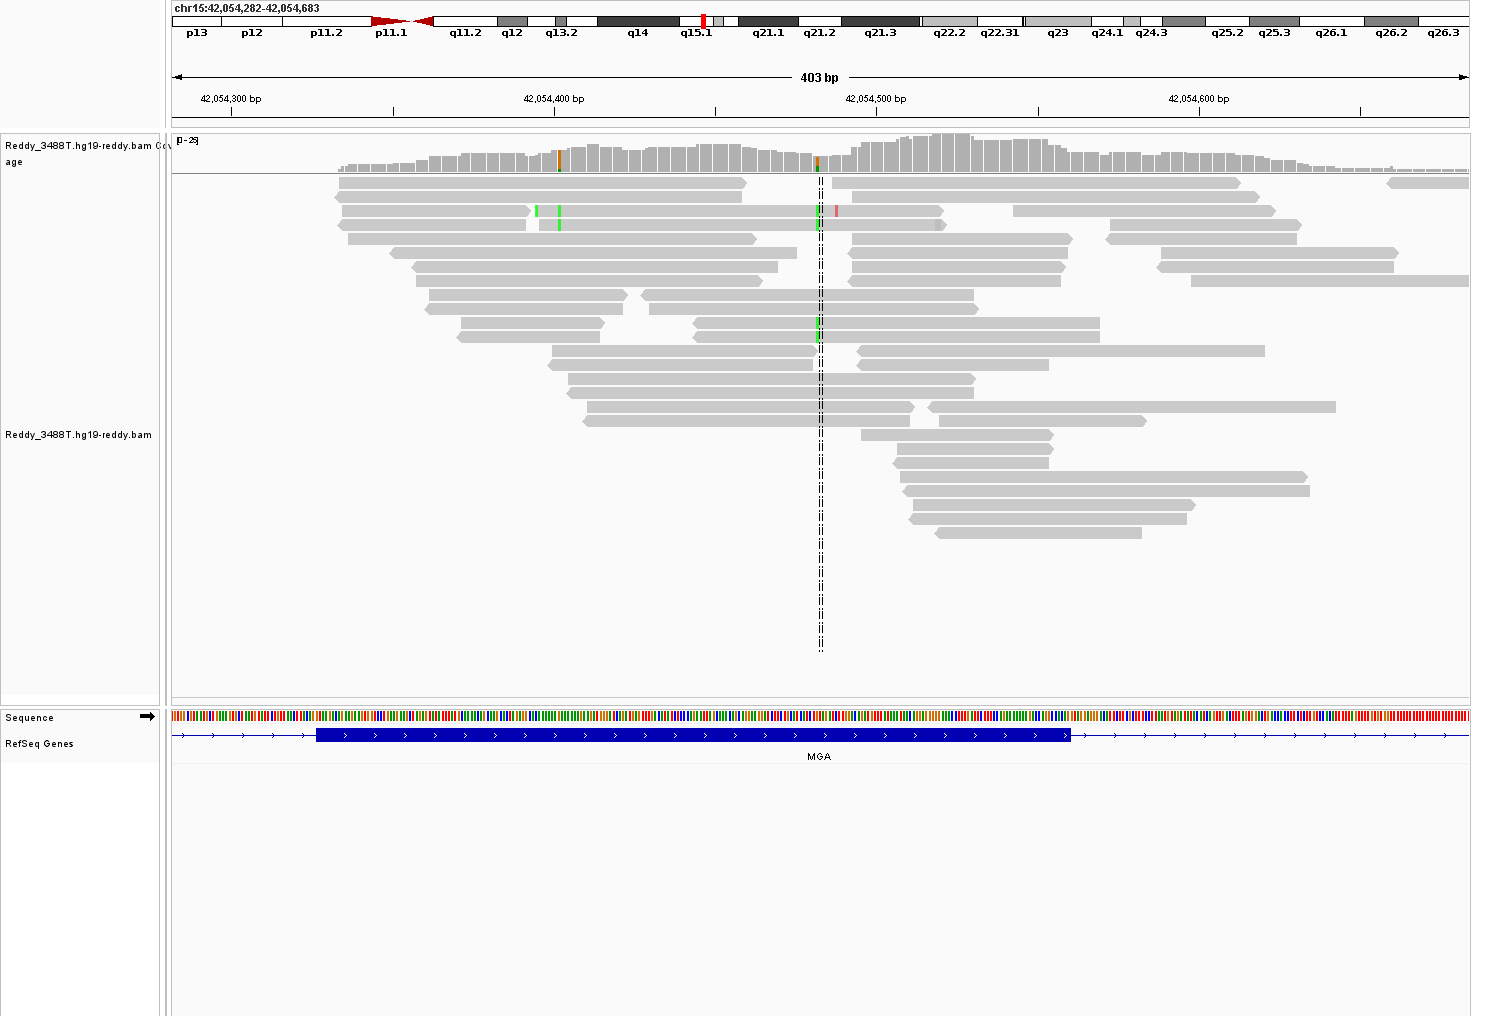 chr15:42,054,282-42,054,683
p13 p12 p11.2 p11.1 q11.2 q12 q13.2 q14 q15.1 q21.1 q21.2 q21.3 q22.2 q22.31 q23 q24.1 q24.3 q25.2 q25.3 q26.1 q26.2 q26.3
403 bp
42,054,300 bp 42,054,400 bp 42,054,500 bp 42,054,600 bp
[0-25]
Reddy_3488T.hg19-reddy.bam Cov
age
Reddy_3488T.hg19-reddy.bam
Sequence
RefSeq Genes
MGA